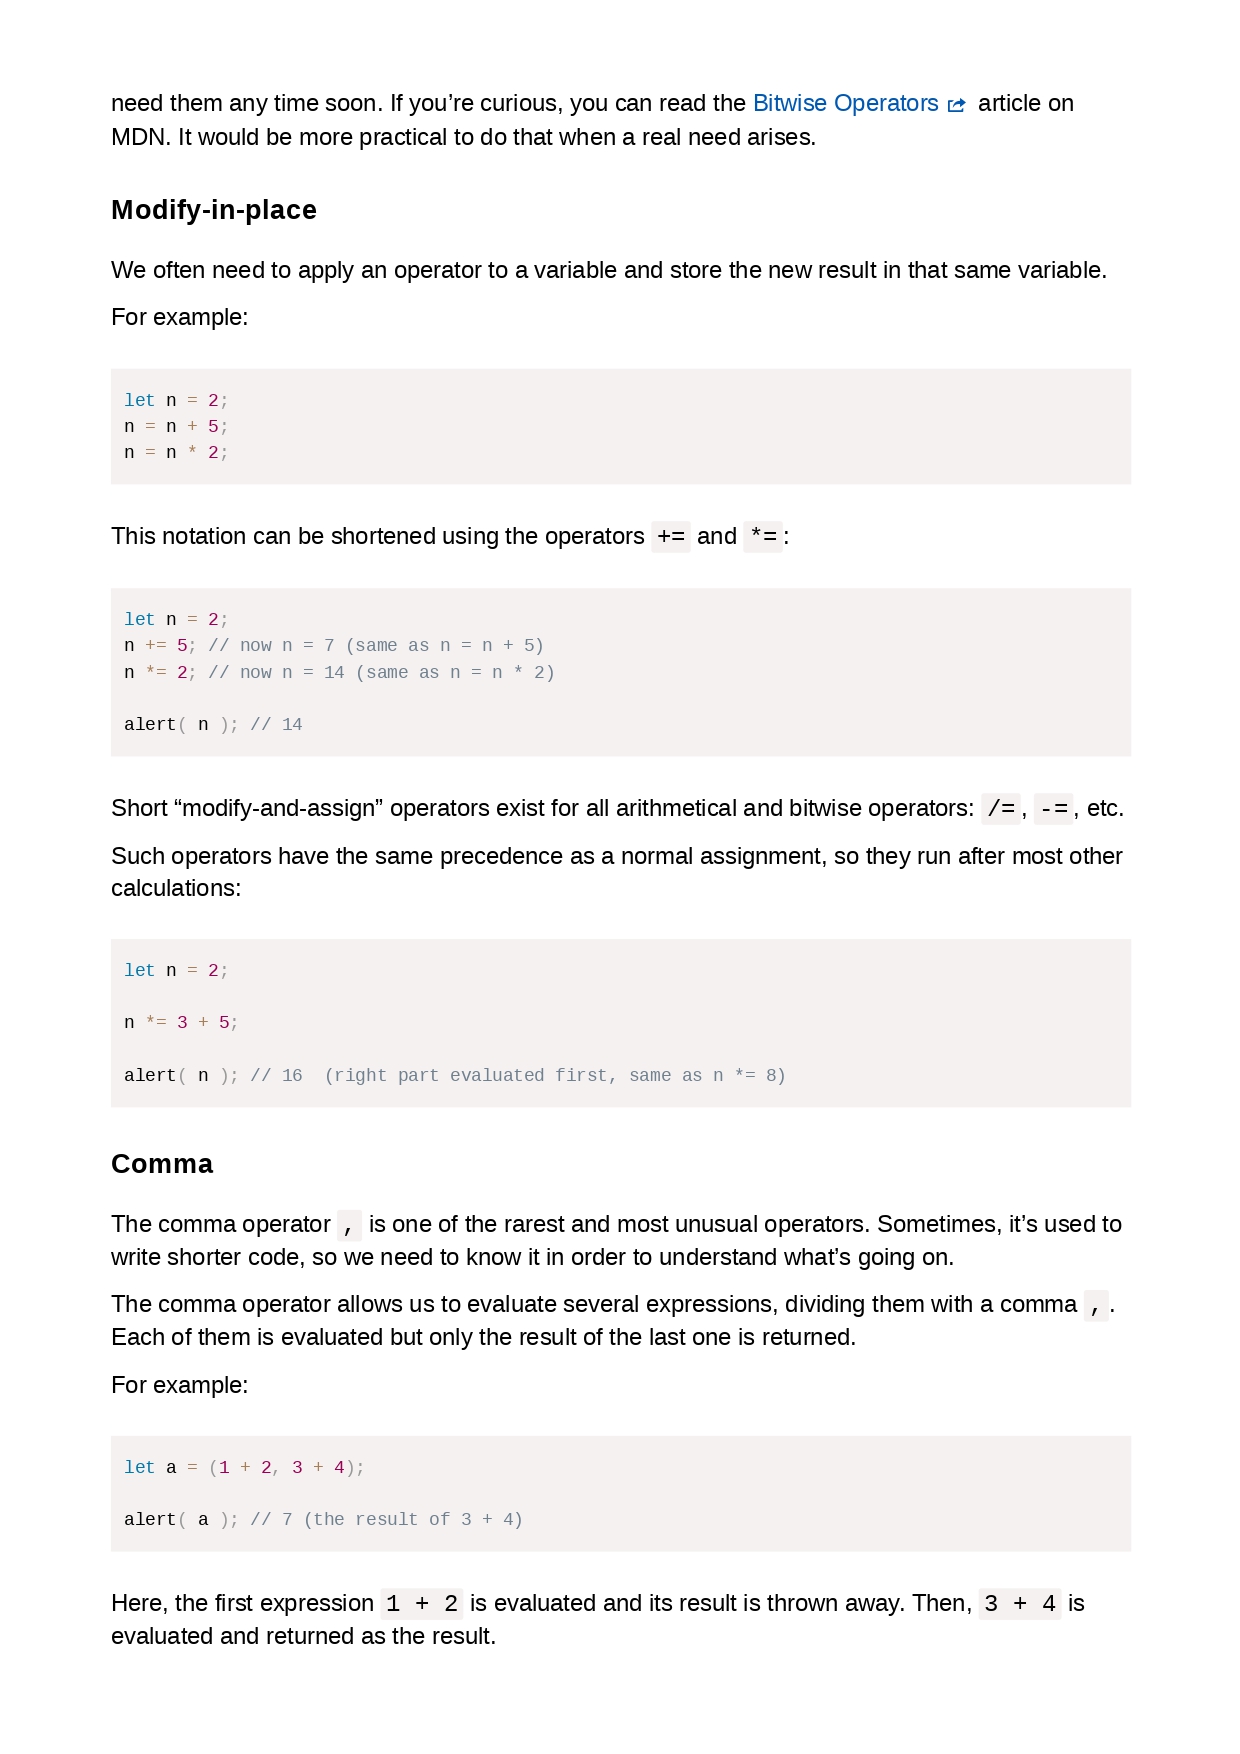 need them any time soon. If you’re curious, you can read the Bitwise Operators article on
MDN. It would be more practical to do that when a real need arises.
Modify-in-place
We often need to apply an operator to a variable and store the new result in that same variable.
For example:
let n = 2;
n = n + 5;
n = n * 2;
This notation can be shortened using the operators += and *=:
let n = 2;
n += 5; // now n = 7 (same as n = n + 5)
n *= 2; // now n = 14 (same as n = n * 2)
alert( n ); // 14
Short “modify-and-assign” operators exist for all arithmetical and bitwise operators: /=, -=, etc.
Such operators have the same precedence as a normal assignment, so they run after most other
calculations:
let n = 2;
n *= 3 + 5;
alert( n ); // 16  (right part evaluated first, same as n *= 8)
Comma
The comma operator , is one of the rarest and most unusual operators. Sometimes, it’s used to
write shorter code, so we need to know it in order to understand what’s going on.
The comma operator allows us to evaluate several expressions, dividing them with a comma ,.
Each of them is evaluated but only the result of the last one is returned.
For example:
let a = (1 + 2, 3 + 4);
alert( a ); // 7 (the result of 3 + 4)
Here, the first expression 1 + 2 is evaluated and its result is thrown away. Then, 3 + 4 is
evaluated and returned as the result.